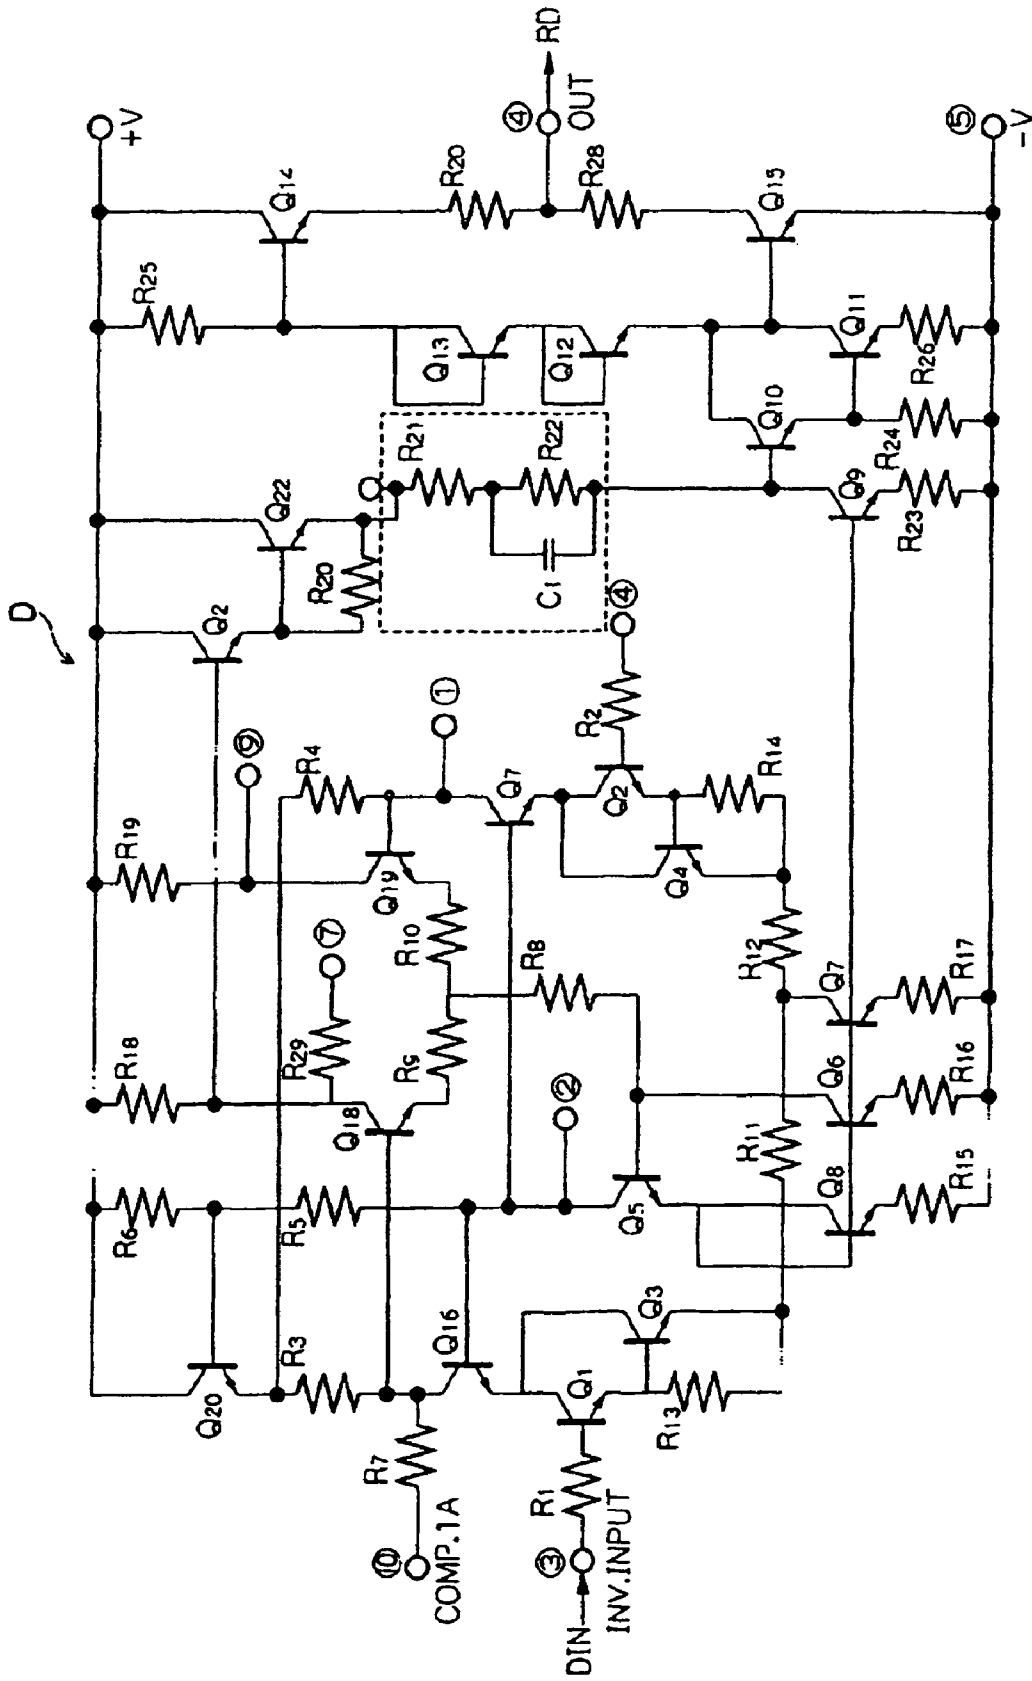 D
+V
R6
R18
R19
R25
Q20
Q2
Q22
Q14
⑨
R3
R5
R29
⑦
R4
R20
R20
R7
⑩
COMP.1A
Q18
Q19
①
R21
Q13
Q16
R9
R10
Q7
R22
Q12
④
OUT
RD
②
R8
C1
R28
DIN
③
INV.INPUT
R1
Q1
Q3
R13
Q5
R2
④
Q2
Q4
R14
R11
R12
Q8
Q6
Q7
Q9
Q10
Q11
Q15
R15
R16
R17
R23
R24
R26
⑤
-V